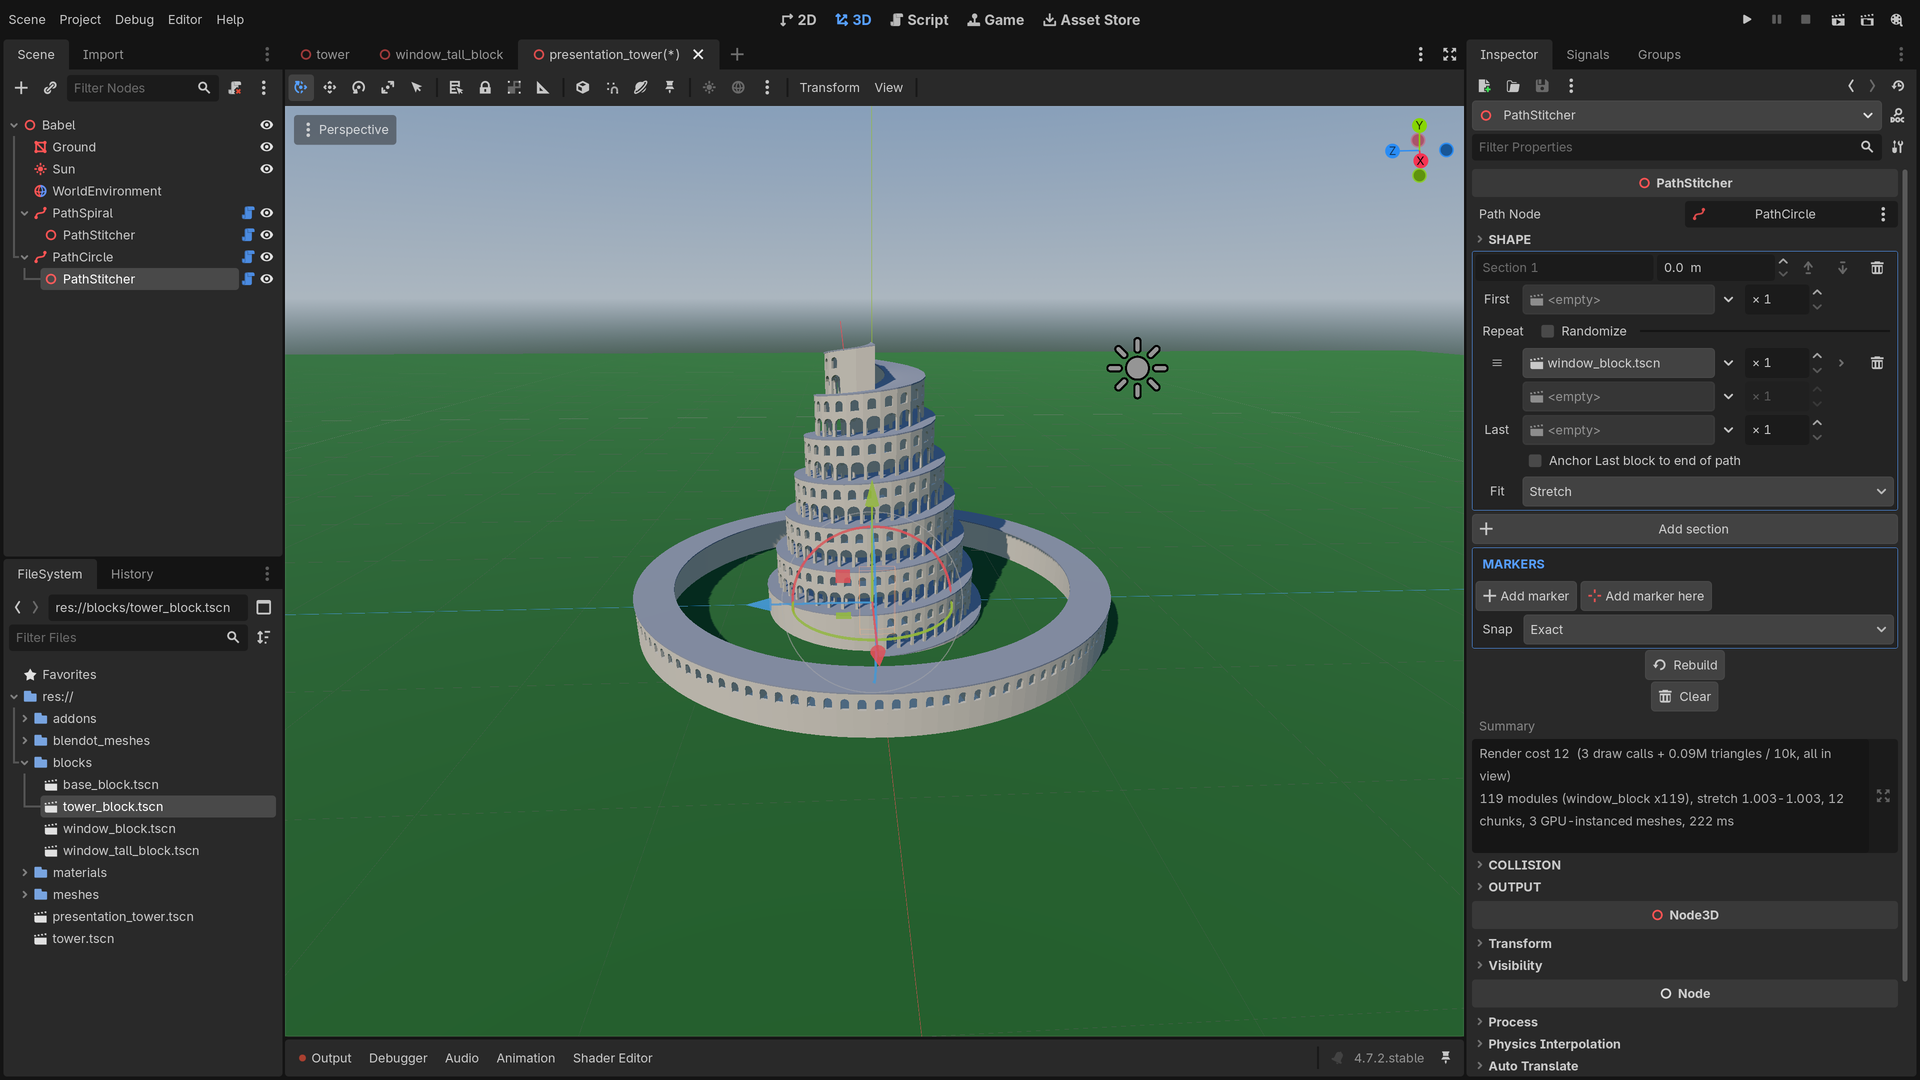 Scene Project Debug Editor Help
2D 3D Script Game Asset Store
Scene Import
tower window_tall_block presentation_tower(*)
Inspector Signals Groups
Filter Nodes
Transform View
Perspective
Babel
Ground
Sun
WorldEnvironment
PathSpiral
PathStitcher
PathCircle
PathStitcher
Y
Z
X
FileSystem History
res://blocks/tower_block.tscn
Filter Files
Favorites
res://
addons
blendot_meshes
blocks
base_block.tscn
tower_block.tscn
window_block.tscn
window_tall_block.tscn
materials
meshes
presentation_tower.tscn
tower.tscn
Output Debugger Audio Animation Shader Editor
4.7.2.stable
PathStitcher
DOC
Filter Properties
PathStitcher
Path Node PathCircle
SHAPE
Section 1 0.0 m
First <empty> × 1
Repeat Randomize
window_block.tscn × 1
<empty> × 1
Last <empty> × 1
Anchor Last block to end of path
Fit Stretch
Add section
MARKERS
Add marker Add marker here
Snap Exact
Rebuild
Clear
Summary
Render cost 12 (3 draw calls + 0.09M triangles / 10k, all in
view)
119 modules (window_block x119), stretch 1.003-1.003, 12
chunks, 3 GPU-instanced meshes, 222 ms
COLLISION
OUTPUT
Node3D
Transform
Visibility
Node
Process
Physics Interpolation
Auto Translate